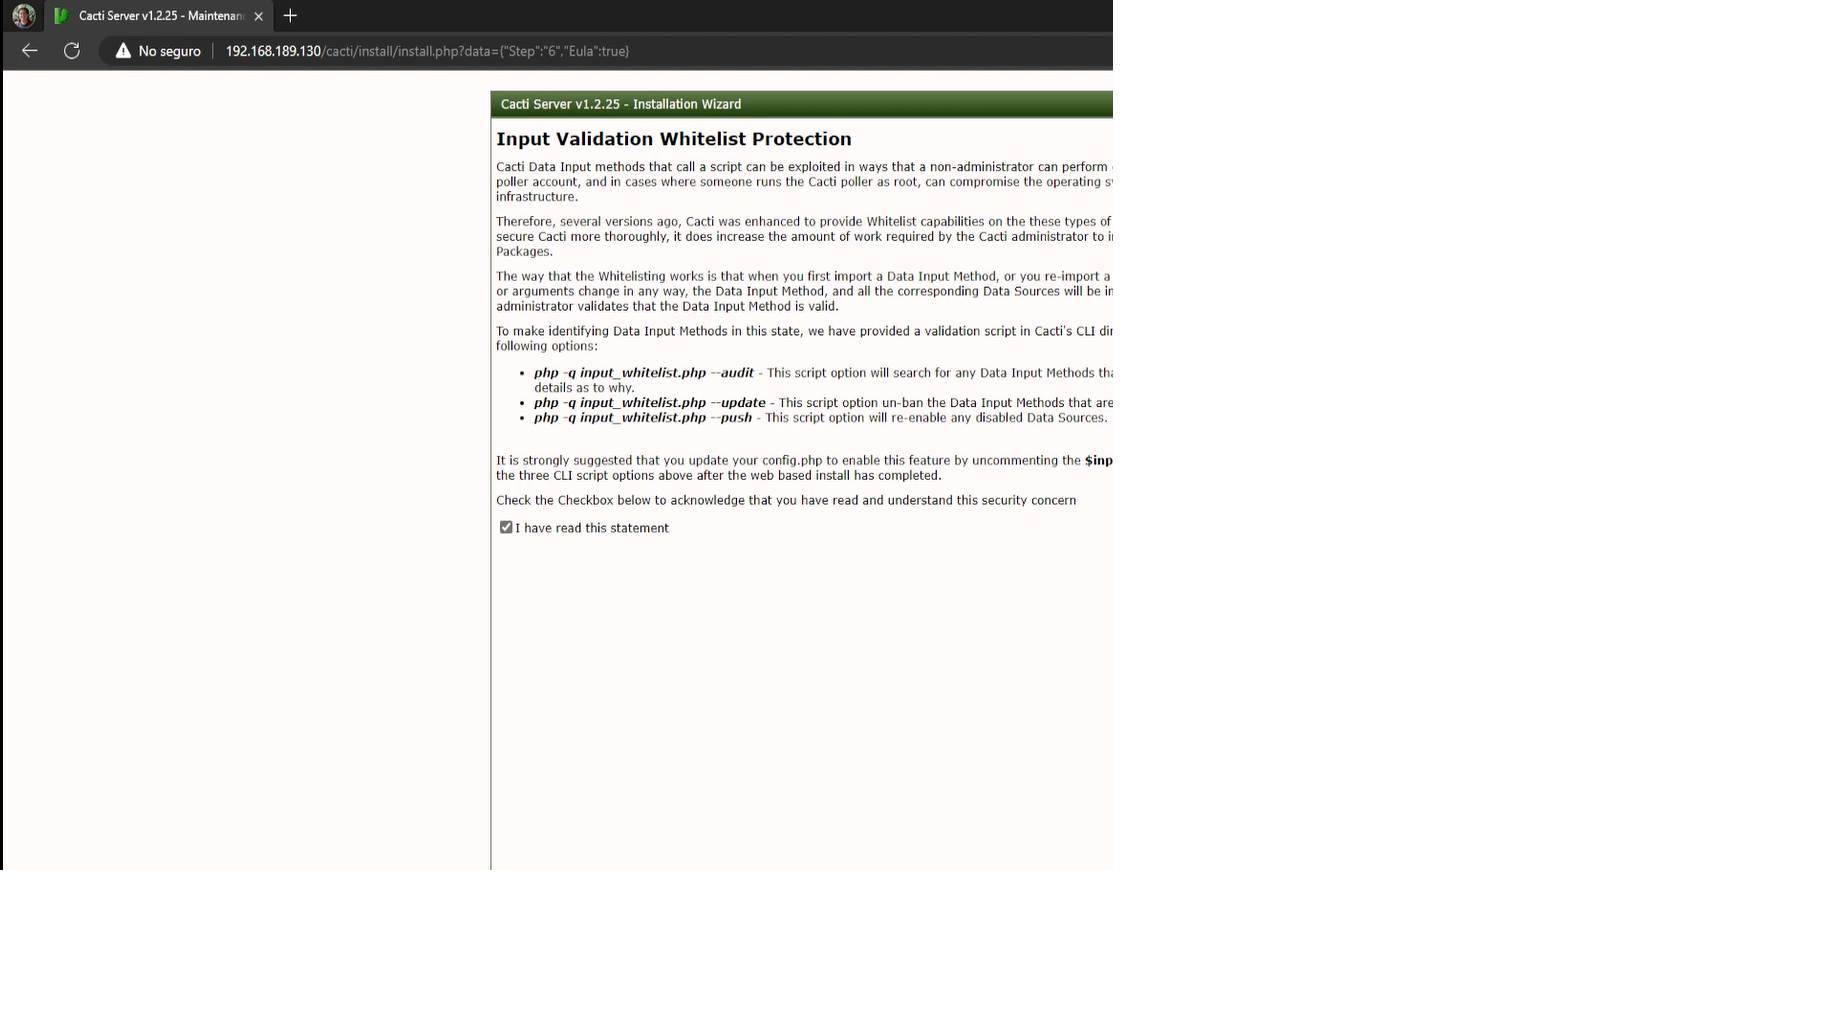 Cacti Server v1.2.25 - Maintenan
No seguro
192.168.189.130/cacti/install/install.php?data={"Step":"6","Eula":true}
Cacti Server v1.2.25 - Installation Wizard
Input Validation Whitelist Protection
Cacti Data Input methods that call a script can be exploited in ways that a non-administrator can perform
poller account, and in cases where someone runs the Cacti poller as root, can compromise the operating s
infrastructure.
Therefore, several versions ago, Cacti was enhanced to provide Whitelist capabilities on the these types of
secure Cacti more thoroughly, it does increase the amount of work required by the Cacti administrator to i
Packages.
The way that the Whitelisting works is that when you first import a Data Input Method, or you re-import a
or arguments change in any way, the Data Input Method, and all the corresponding Data Sources will be i
administrator validates that the Data Input Method is valid.
To make identifying Data Input Methods in this state, we have provided a validation script in Cacti's CLI di
following options:
• php -q input_whitelist.php --audit - This script option will search for any Data Input Methods tha
details as to why.
• php -q input_whitelist.php --update - This script option un-ban the Data Input Methods that are
• php -q input_whitelist.php --push - This script option will re-enable any disabled Data Sources.
It is strongly suggested that you update your config.php to enable this feature by uncommenting the $inp
the three CLI script options above after the web based install has completed.
Check the Checkbox below to acknowledge that you have read and understand this security concern
I have read this statement